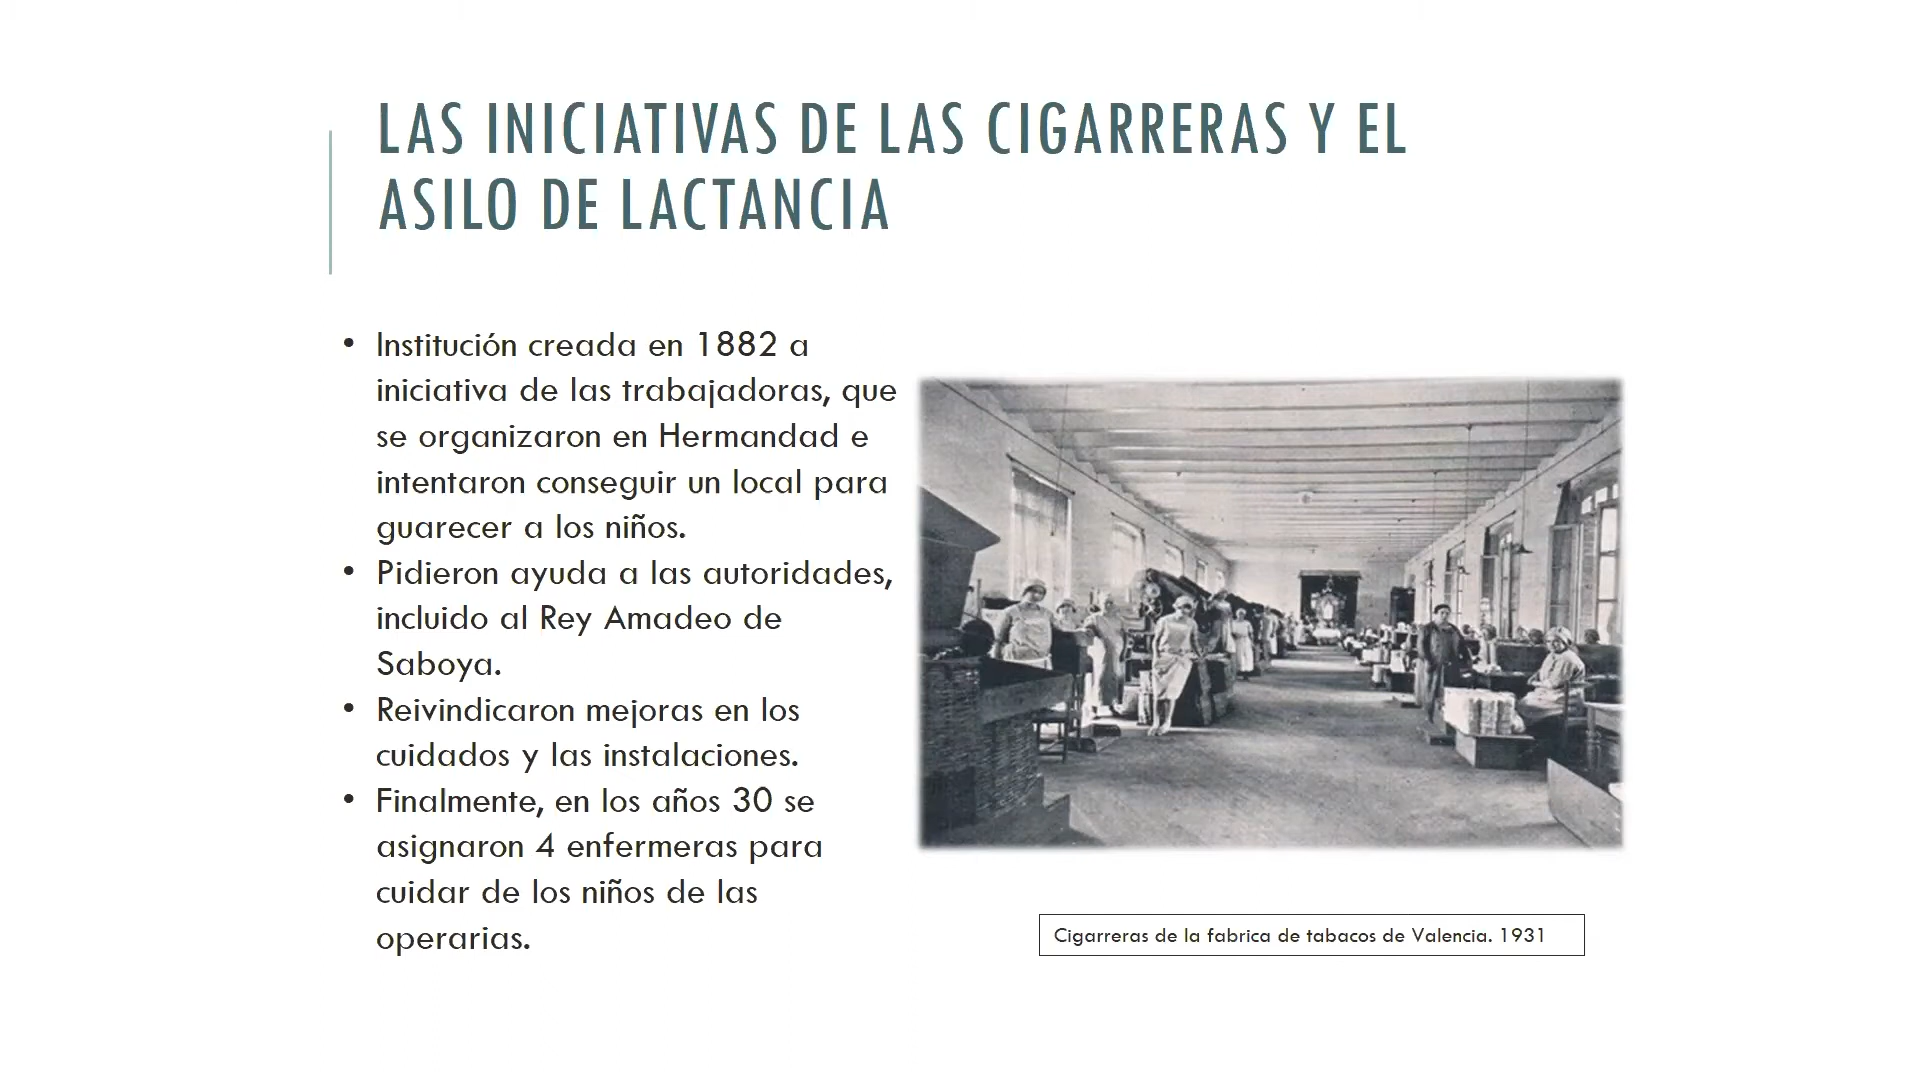 LAS INICIATIVAS DE LAS CIGARRERAS Y EL
ASILO DE LACTANCIA
• Institución creada en 1882 a
iniciativa de las trabajadoras, que
se organizaron en Hermandad e
intentaron conseguir un local para
guarecer a los niños.
• Pidieron ayuda a las autoridades,
incluido al Rey Amadeo de
Saboya.
• Reivindicaron mejoras en los
cuidados y las instalaciones.
• Finalmente, en los años 30 se
asignaron 4 enfermeras para
cuidar de los niños de las
operarias.
Cigarreras de la fabrica de tabacos de Valencia. 1931